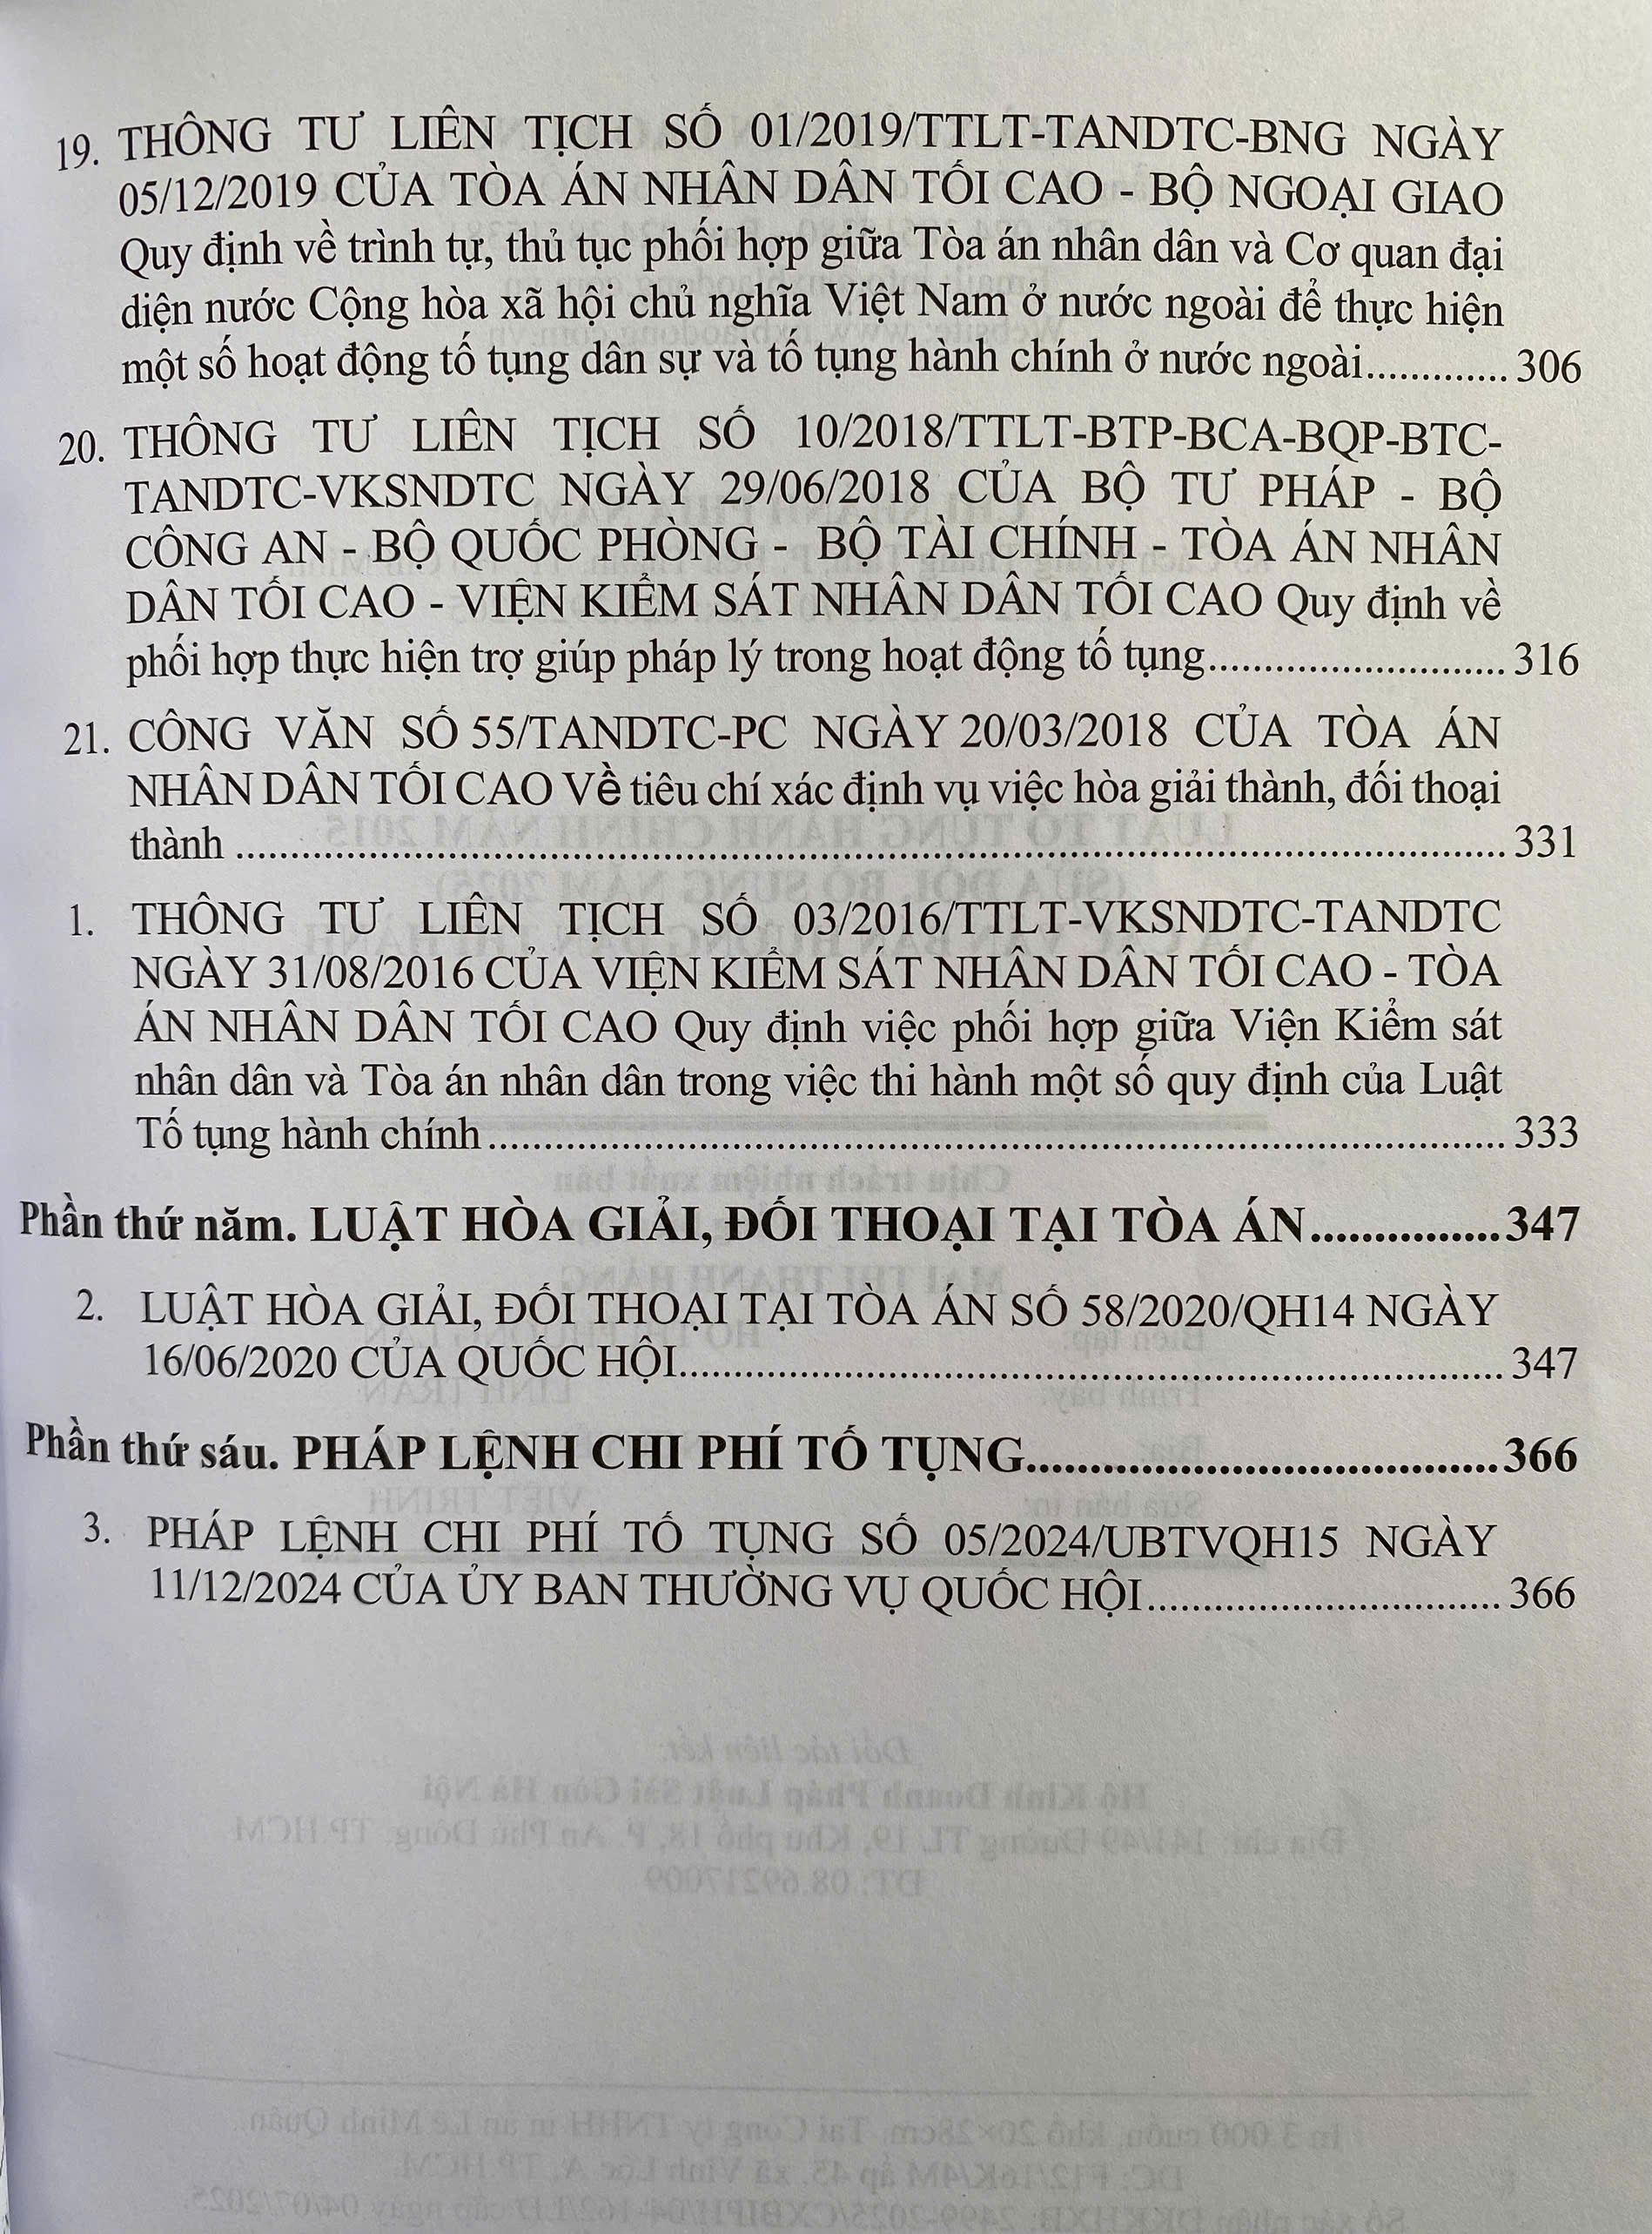 19. THÔNG TƯ LIÊN TỊCH SỐ 01/2019/TTLT-TANDTC-BNG NGÀY
05/12/2019 CỦA TÒA ÁN NHÂN DÂN TỐI CAO - BỘ NGOẠI GIAO
Quy định về trình tự, thủ tục phối hợp giữa Tòa án nhân dân và Cơ quan đại
diện nước Cộng hòa xã hội chủ nghĩa Việt Nam ở nước ngoài để thực hiện
một số hoạt động tố tụng dân sự và tố tụng hành chính ở nước ngoài............. 306
20. THÔNG TƯ LIÊN TỊCH SỐ 10/2018/TTLT-BTP-BCA-BQP-BTC-
TANDTC-VKSNDTC NGÀY 29/06/2018 CỦA BỘ TƯ PHÁP - BỘ
CÔNG AN - BỘ QUỐC PHÒNG - BỘ TÀI CHÍNH - TÒA ÁN NHÂN
DÂN TỐI CAO - VIỆN KIỂM SÁT NHÂN DÂN TỐI CAO Quy định về
phối hợp thực hiện trợ giúp pháp lý trong hoạt động tố tụng........................... 316
21. CÔNG VĂN SỐ 55/TANDTC-PC NGÀY 20/03/2018 CỦA TÒA ÁN
NHÂN DÂN TỐI CAO Về tiêu chí xác định vụ việc hòa giải thành, đối thoại
thành .................................................................................................................. 331
1. THÔNG TƯ LIÊN TỊCH SỐ 03/2016/TTLT-VKSNDTC-TANDTC
NGÀY 31/08/2016 CỦA VIỆN KIỂM SÁT NHÂN DÂN TỐI CAO - TÒA
ÁN NHÂN DÂN TỐI CAO Quy định việc phối hợp giữa Viện Kiểm sát
nhân dân và Tòa án nhân dân trong việc thi hành một số quy định của Luật
Tố tụng hành chính............................................................................................ 333
Phần thứ năm. LUẬT HÒA GIẢI, ĐỐI THOẠI TẠI TÒA ÁN...............347
2. LUẬT HÒA GIẢI, ĐỐI THOẠI TẠI TÒA ÁN SỐ 58/2020/QH14 NGÀY
16/06/2020 CỦA QUỐC HỘI.......................................................................... 347
Phần thứ sáu. PHÁP LỆNH CHI PHÍ TỐ TỤNG.....................................366
3. PHÁP LỆNH CHI PHÍ TỐ TỤNG SỐ 05/2024/UBTVQH15 NGÀY
11/12/2024 CỦA ỦY BAN THƯỜNG VỤ QUỐC HỘI................................ 366